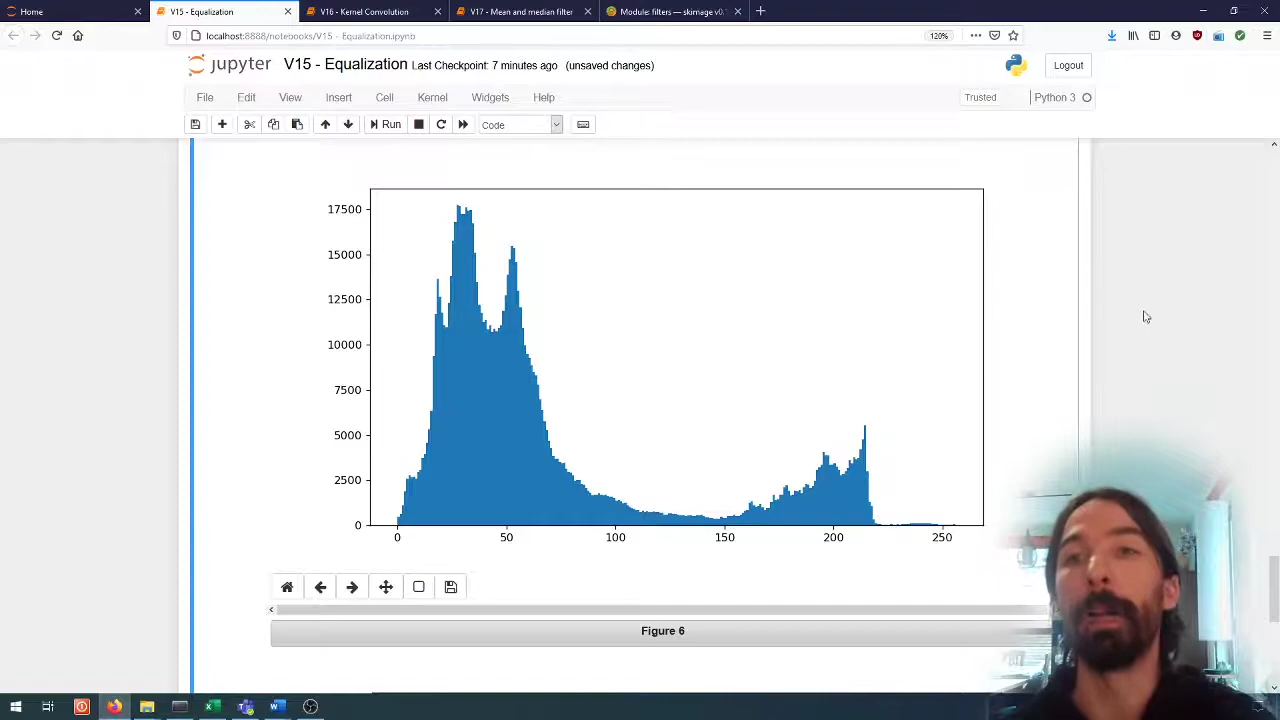 Home
V15 - Equalization
V16 - Kernel Convolution
V17 - Mean and median filter
Module: filters — skimage v0.
localhost:8888/notebooks/V15 - Equalization.ipynb
120%
jupyter V15 - Equalization Last Checkpoint: 7 minutes ago (unsaved changes)
Logout
File Edit View Insert Cell Kernel Widgets Help
Trusted
Python 3
Run
Code
17500
15000
12500
10000
7500
5000
2500
0
0 50 100 150 200 250
Figure 6